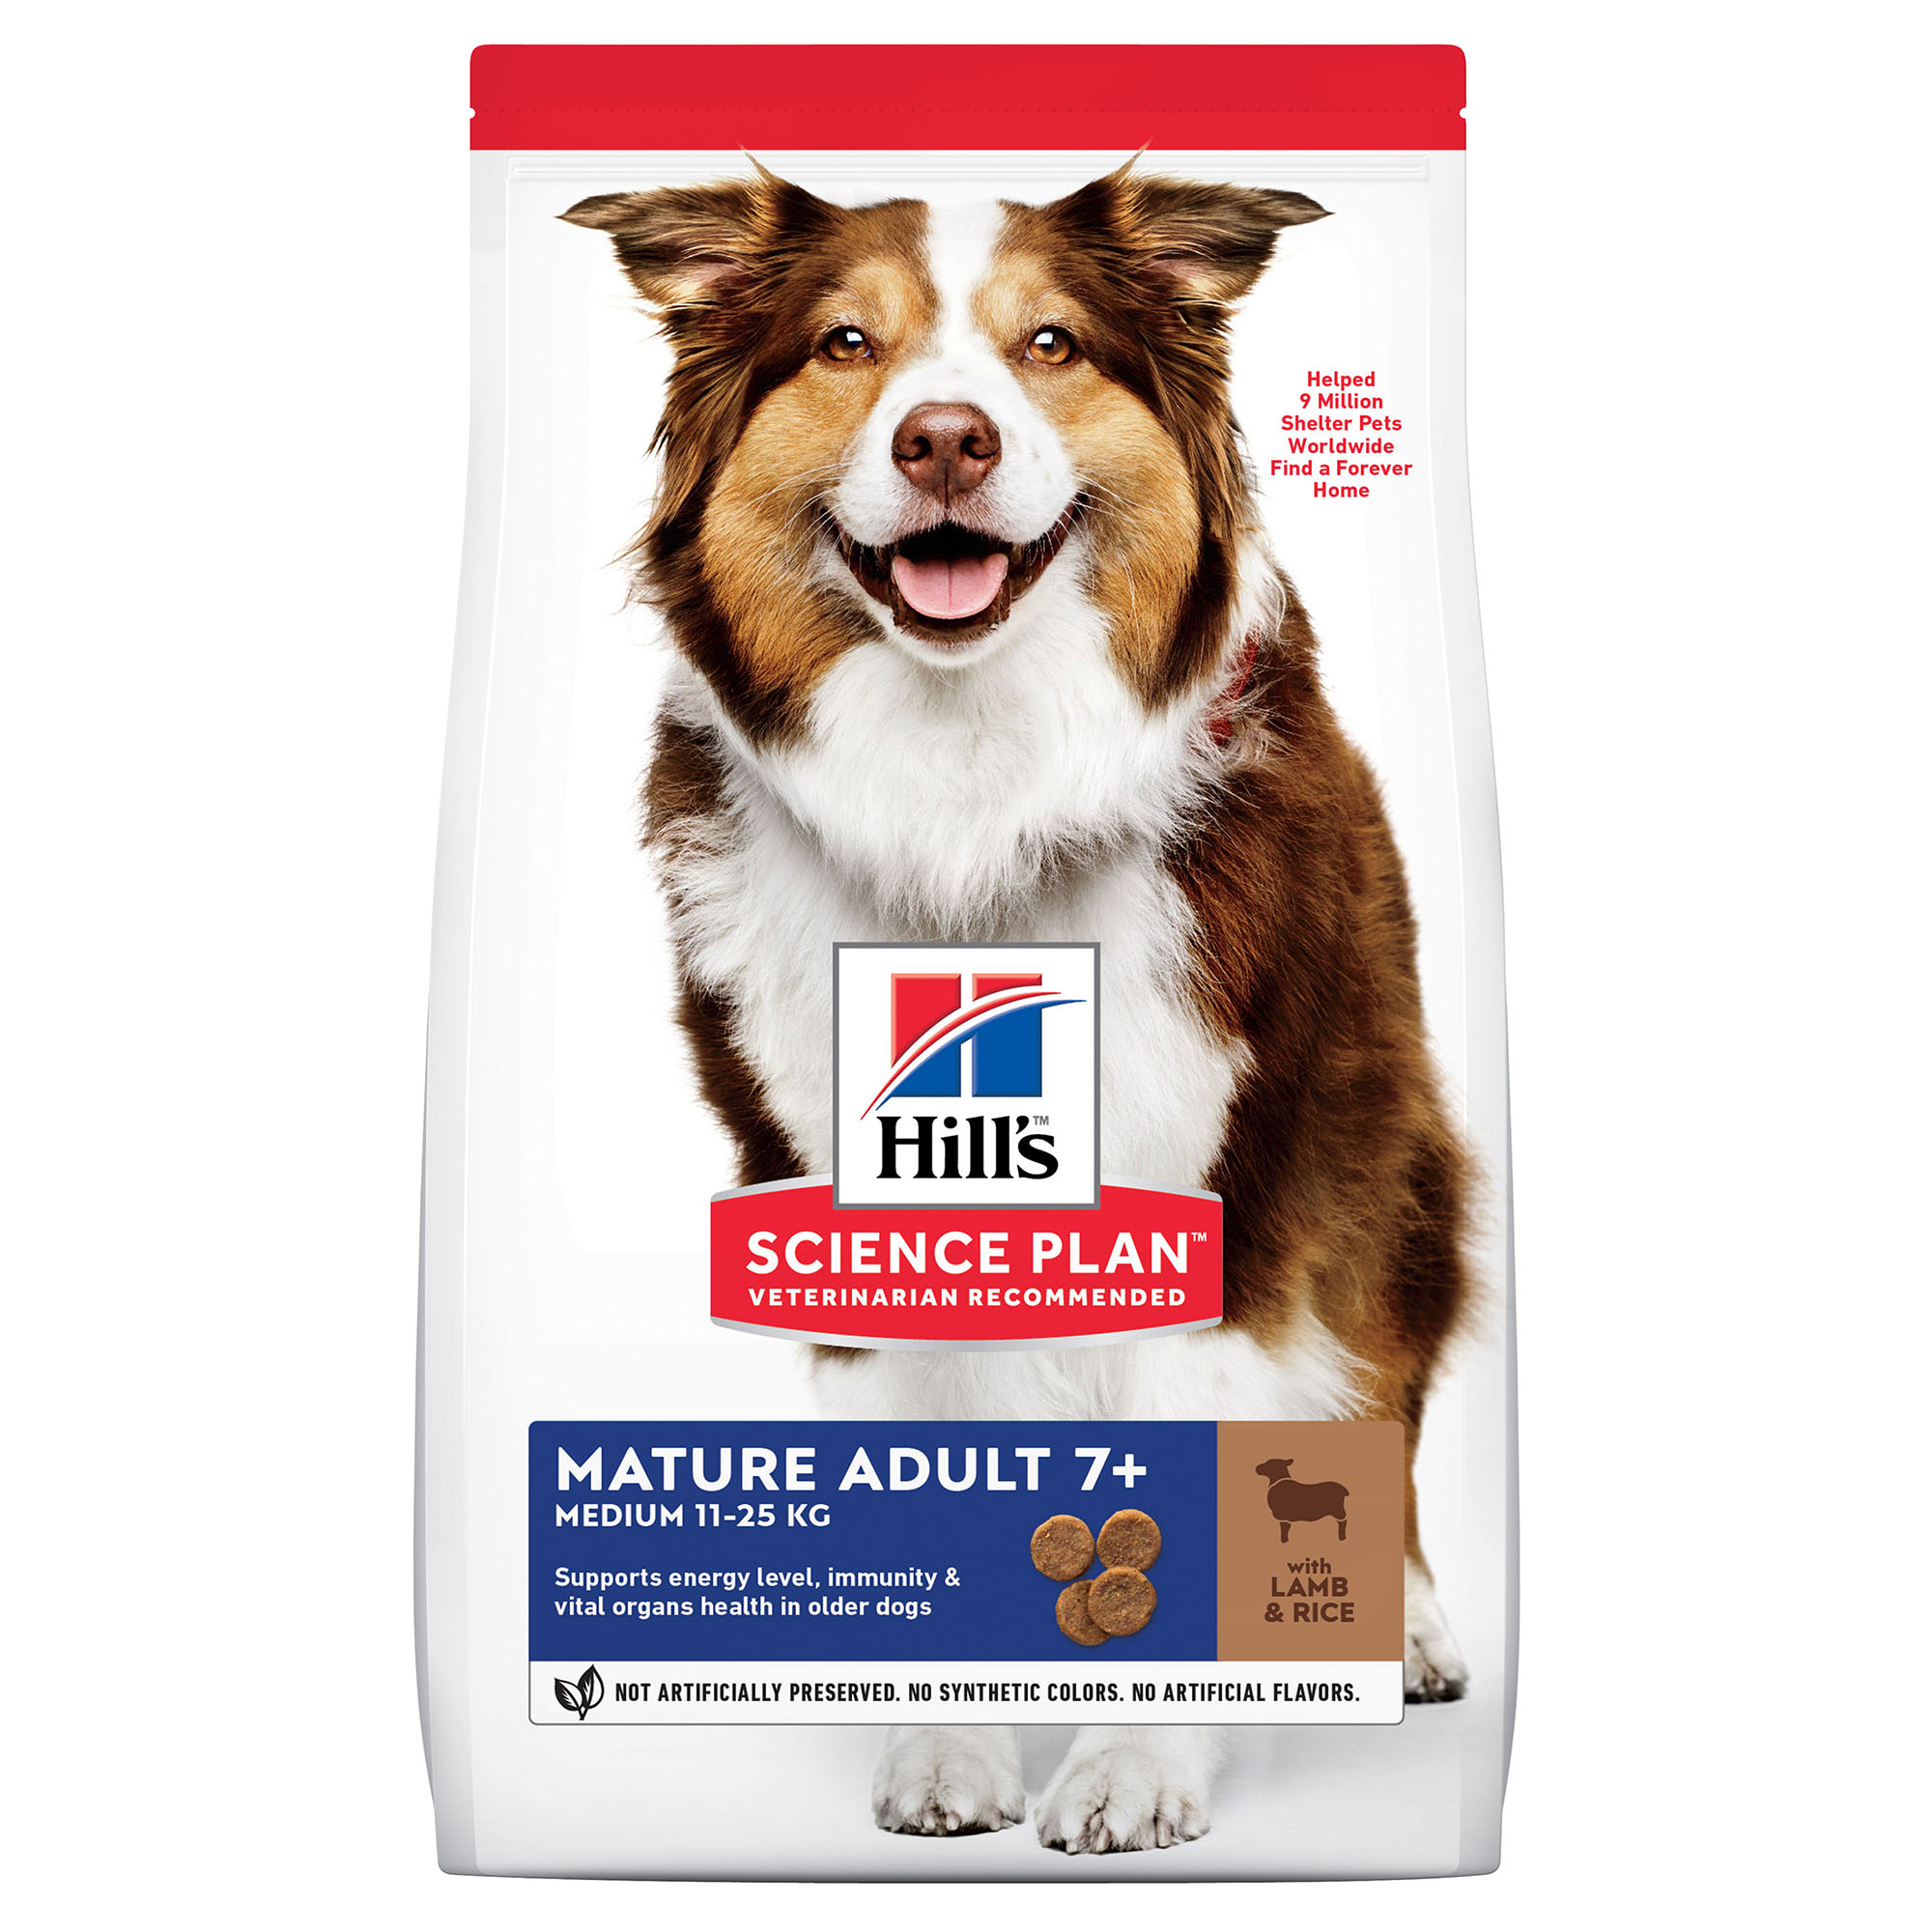 Helped
9 Million
Shelter Pets
Worldwide
Find a Forever
Home
Hill's™
SCIENCE PLAN™
VETERINARIAN RECOMMENDED
MATURE ADULT 7+
MEDIUM 11-25 KG
Supports energy level, immunity &
vital organs health in older dogs
with
LAMB
& RICE
NOT ARTIFICIALLY PRESERVED. NO SYNTHETIC COLORS. NO ARTIFICIAL FLAVORS.